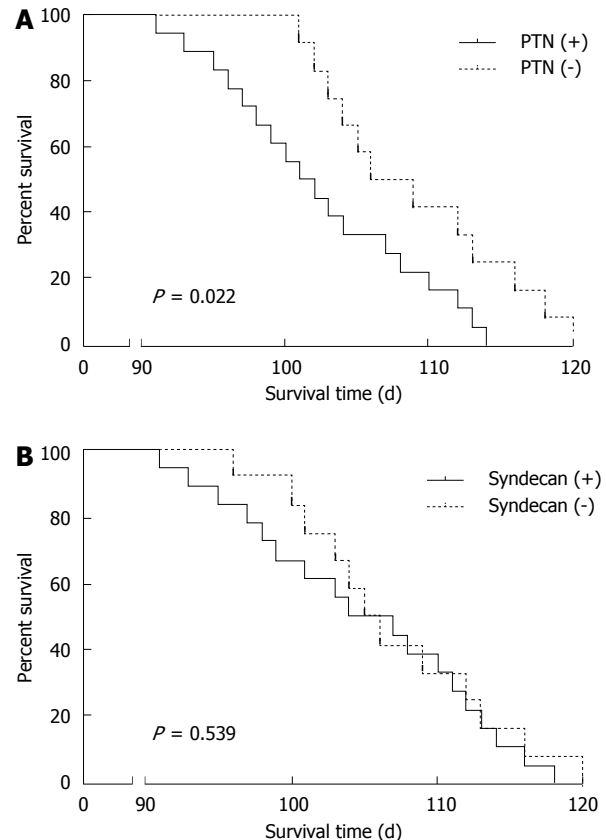 A
100
80
60
40
20
0
Percent survival
PTN (+)
PTN (-)
P = 0.022
0 90 100 110 120
Survival time (d)
B
100
80
60
40
20
0
Percent survival
Syndecan (+)
Syndecan (-)
P = 0.539
0 90 100 110 120
Survival time (d)